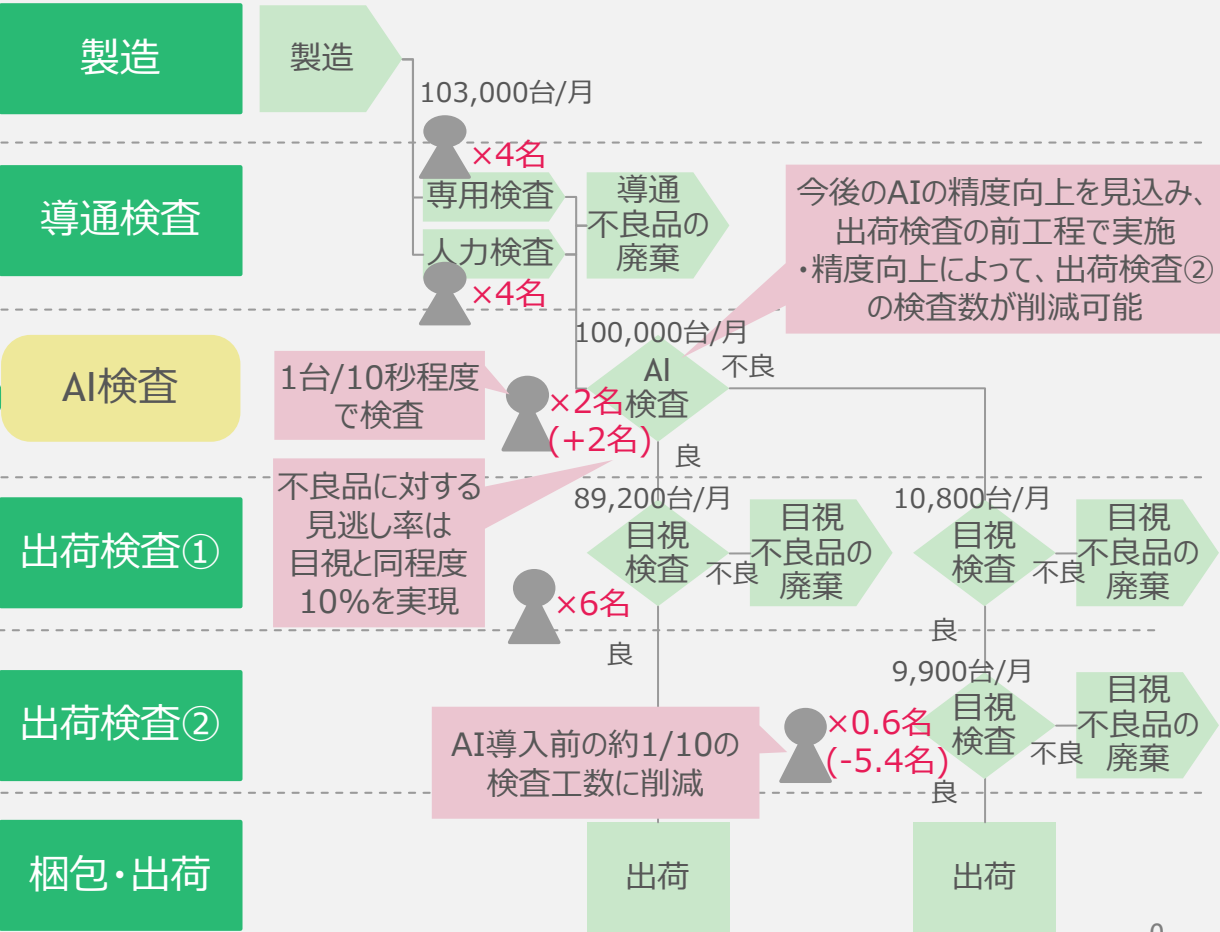 製造
製造
103,000台/月
×4名
導通検査
専用検査
人力検査
×4名
導通
不良品の
廃棄
今後のAIの精度向上を見込み、
出荷検査の前工程で実施
・精度向上によって、出荷検査②
の検査数が削減可能
AI検査
1台/10秒程度
で検査
×2名
(+2名)
100,000台/月
AI
検査
不良
良
不良品に対する
見逃し率は
目視と同程度
10%を実現
出荷検査①
×6名
89,200台/月
目視
検査
不良
目視
不良品の
廃棄
良
10,800台/月
目視
検査
不良
目視
不良品の
廃棄
良
出荷検査②
AI導入前の約1/10の
検査工数に削減
×0.6名
(-5.4名)
9,900台/月
目視
検査
不良
目視
不良品の
廃棄
良
梱包・出荷
出荷
出荷